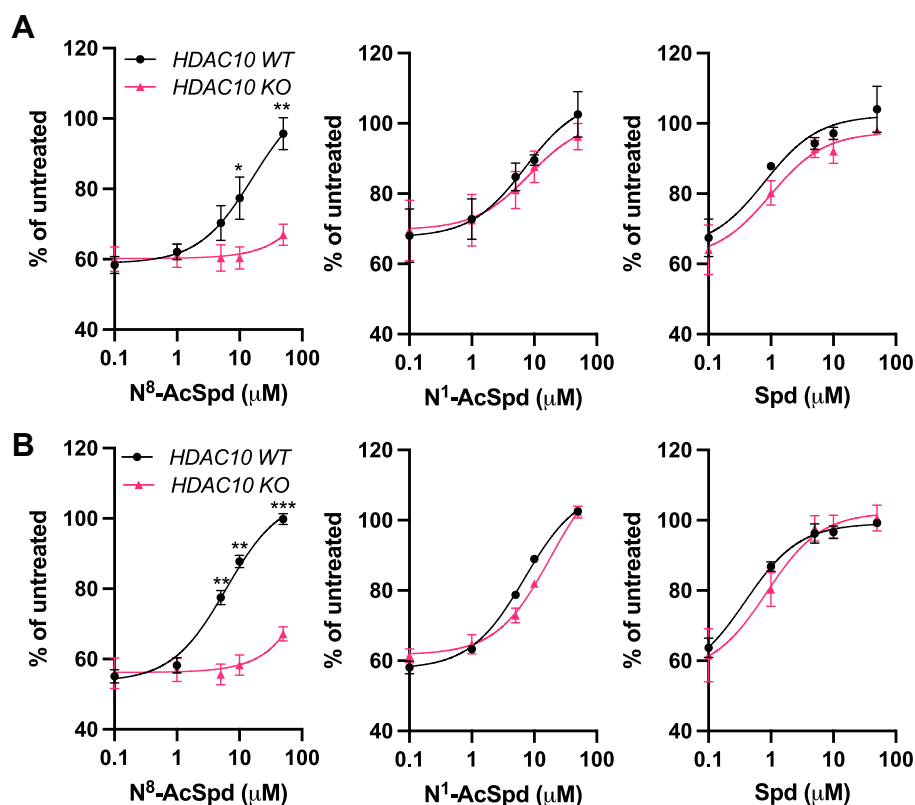 A
HDAC10 WT
HDAC10 KO
% of untreated
120
100
80
60
40
*
**
0.1 1 10 100
N⁸-AcSpd (μM)
% of untreated
120
100
80
60
40
0.1 1 10 100
N¹-AcSpd (μM)
% of untreated
120
100
80
60
40
0.1 1 10 100
Spd (μM)
B
HDAC10 WT
HDAC10 KO
% of untreated
120
100
80
60
40
**
**
***
0.1 1 10 100
N⁸-AcSpd (μM)
% of untreated
120
100
80
60
40
0.1 1 10 100
N¹-AcSpd (μM)
% of untreated
120
100
80
60
40
0.1 1 10 100
Spd (μM)